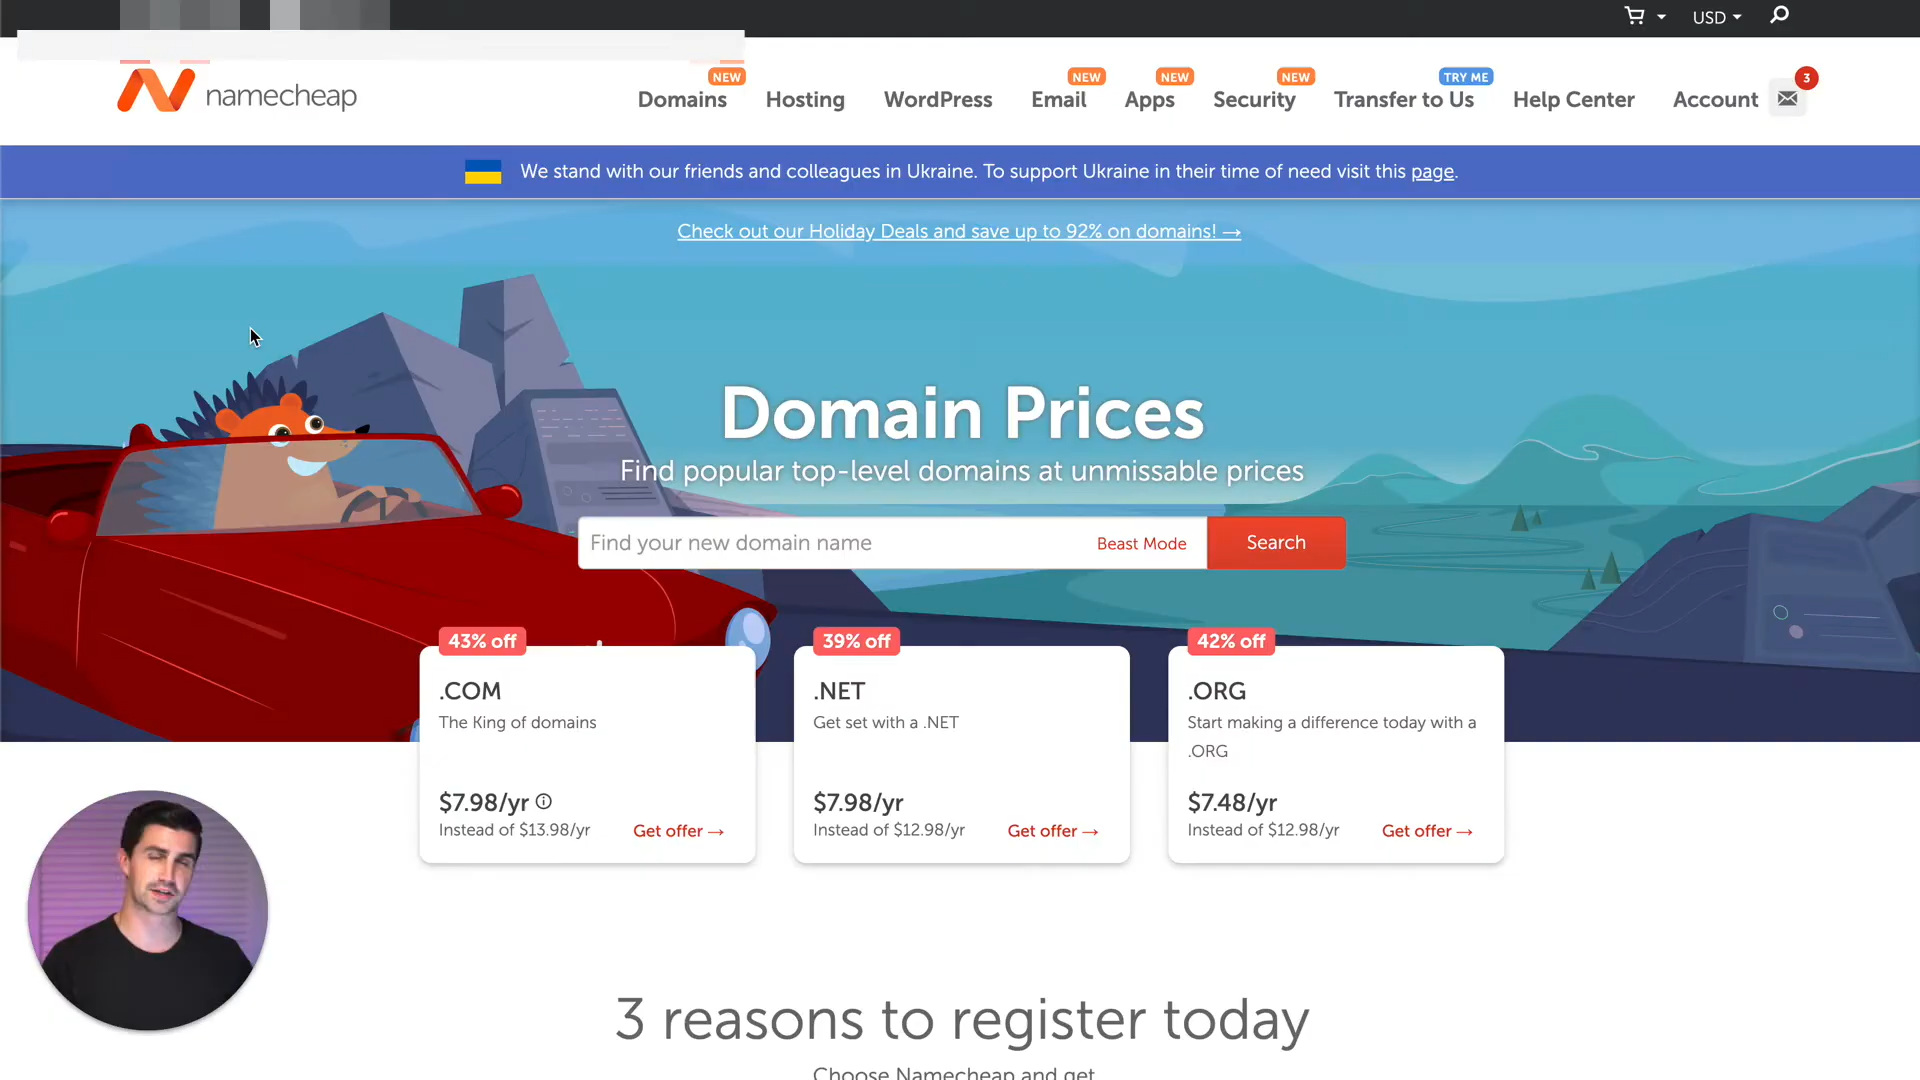 USD
namecheap
NEW
NEW
NEW
NEW
TRY ME
3
Domains
Hosting
WordPress
Email
Apps
Security
Transfer to Us
Help Center
Account
We stand with our friends and colleagues in Ukraine. To support Ukraine in their time of need visit this page.
Check out our Holiday Deals and save up to 92% on domains! →
Domain Prices
Find popular top-level domains at unmissable prices
Find your new domain name
Beast Mode
Search
43% off
.COM
The King of domains
$7.98/yr
Instead of $13.98/yr
Get offer →
39% off
.NET
Get set with a .NET
$7.98/yr
Instead of $12.98/yr
Get offer →
42% off
.ORG
Start making a difference today with a
.ORG
$7.48/yr
Instead of $12.98/yr
Get offer →
3 reasons to register today
Choose Namecheap and get